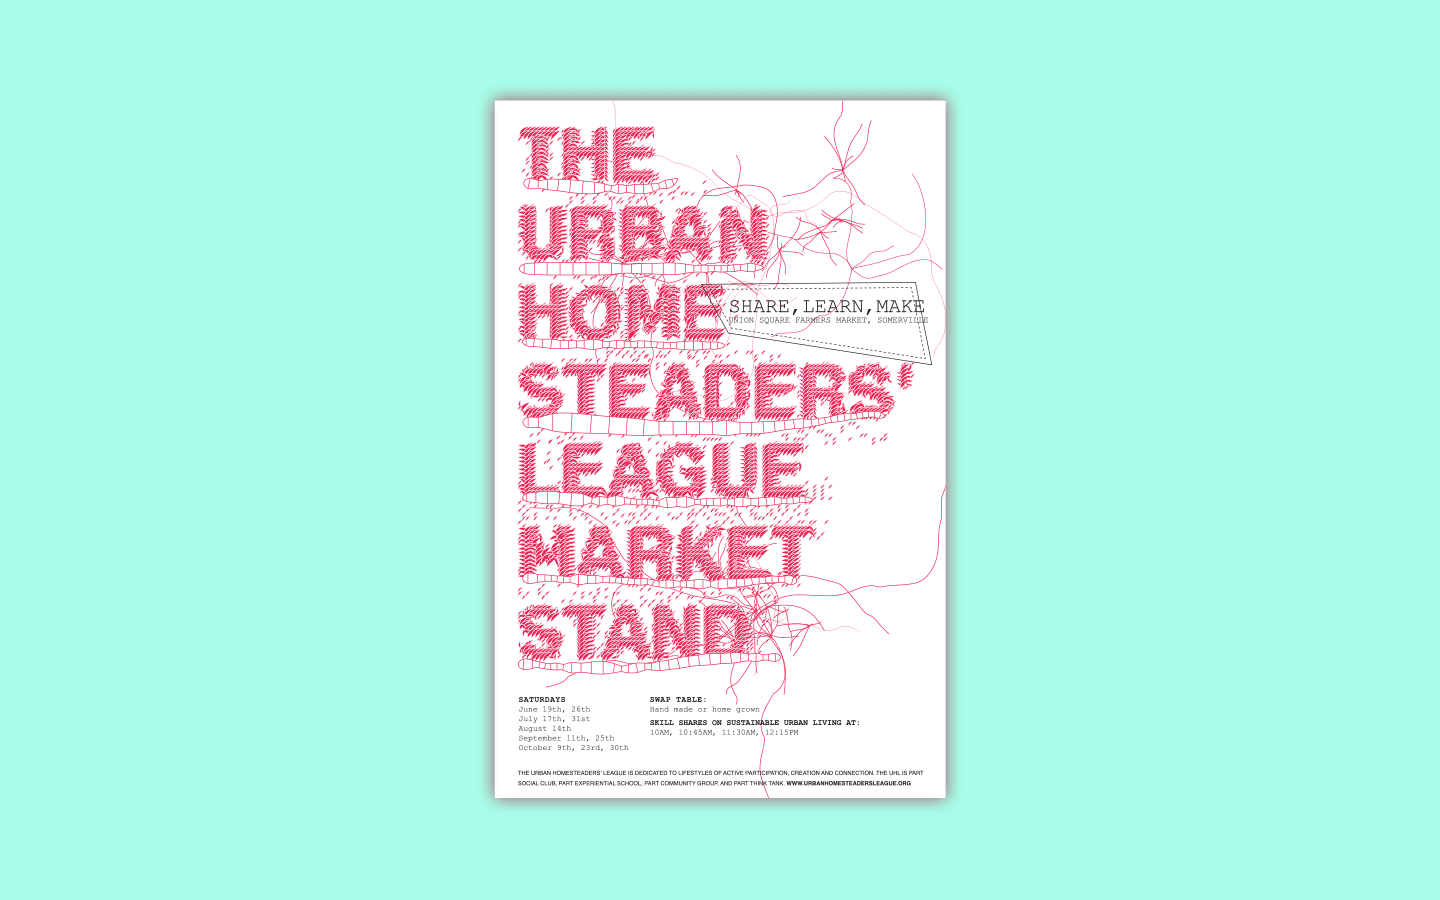 THE
URBAN
HOME
SHARE,LEARN,MAKE
UNION SQUARE FARMERS MARKET, SOMERVILLE
STEADERS'
LEAGUE
MARKET
STAND
SATURDAYS
June 19th, 26th
July 17th, 31st
August 14th
September 11th, 25th
October 9th, 23rd, 30th
SWAP TABLE:
Hand made or home grown
SKILL SHARES ON SUSTAINABLE URBAN LIVING AT:
10AM, 10:45AM, 11:30AM, 12:15PM
THE URBAN HOMESTEADERS' LEAGUE IS DEDICATED TO LIFESTYLES OF ACTIVE PARTICIPATION, CREATION AND CONNECTION. THE UHL IS PART
SOCIAL CLUB, PART EXPERIENTIAL SCHOOL, PART COMMUNITY GROUP, AND PART THINK TANK. WWW.URBANHOMESTEADERSLEAGUE.ORG